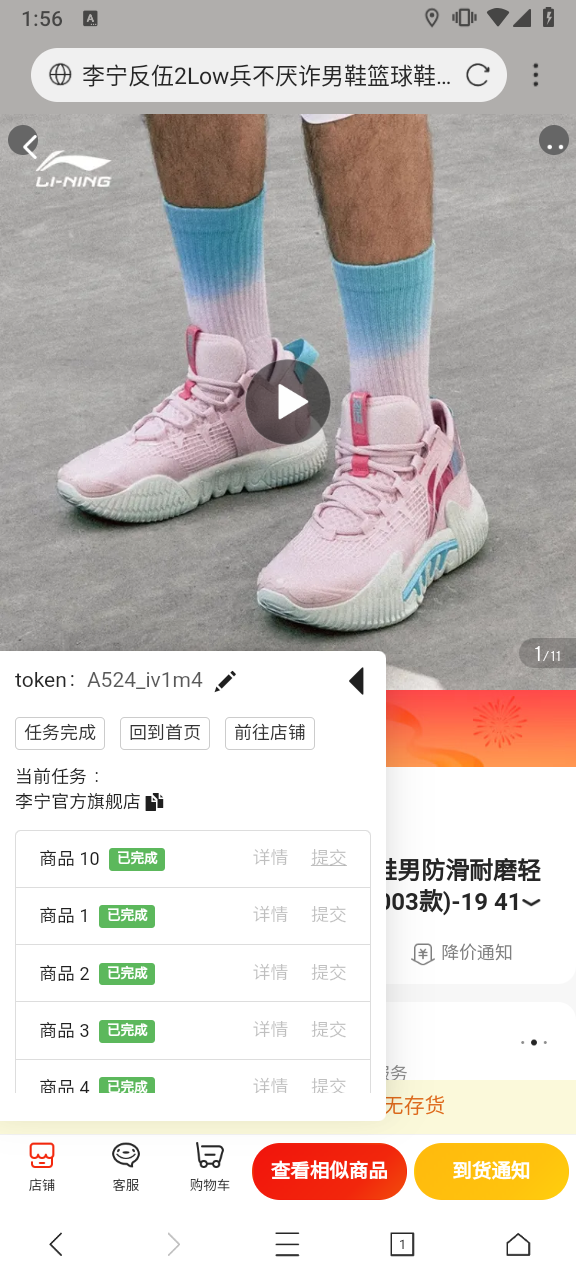 1:56
A
李宁反伍2Low兵不厌诈男鞋篮球鞋...
LI-NING
1/11
token: A524_iv1m4
任务完成 回到首页 前往店铺
当前任务：
李宁官方旗舰店
商品 10 已完成 详情 提交
商品 1 已完成 详情 提交
商品 2 已完成 详情 提交
商品 3 已完成 详情 提交
商品 4 已完成 详情 提交
鞋男防滑耐磨轻
003款)-19 41
降价通知
服务
无存货
店铺 客服 购物车 查看相似商品 到货通知
1